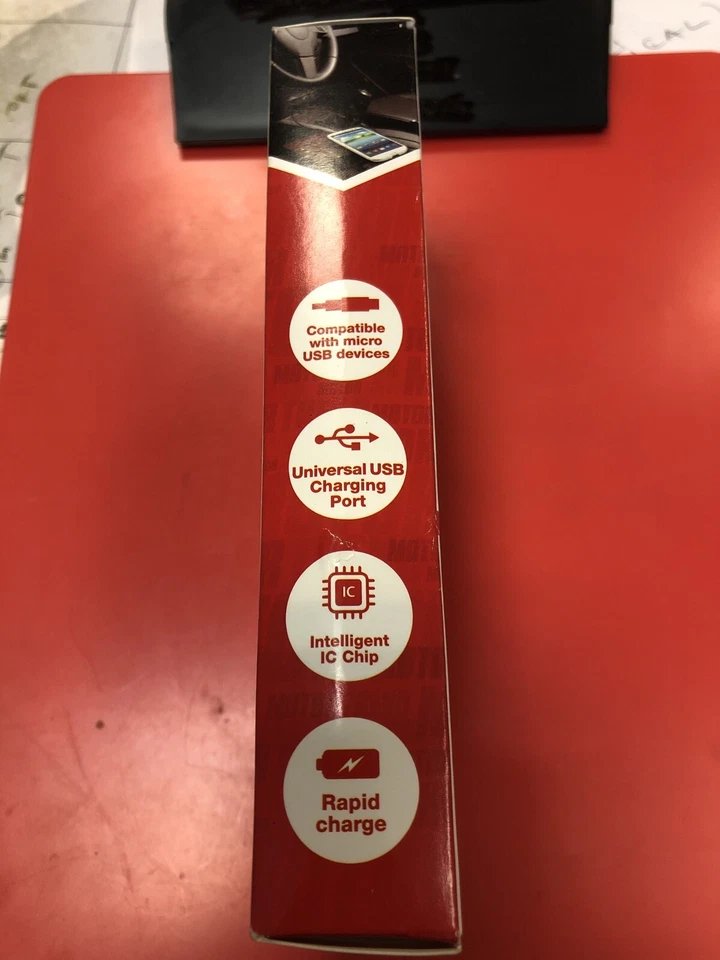 Compatible
with micro
USB devices
Universal USB
Charging
Port
IC
Intelligent
IC Chip
Rapid
charge